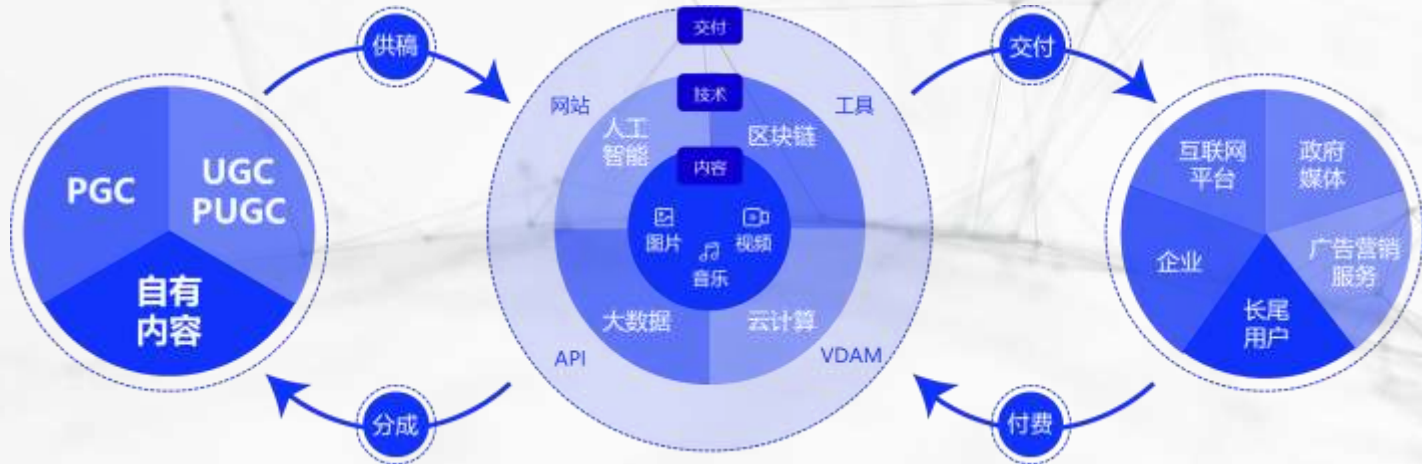 供稿
交付
交付
技术
网站
工具
人工
智能
区块链
内容
图片
视频
音乐
大数据
云计算
API
VDAM
PGC
UGC
PUGC
自有
内容
互联网
平台
政府
媒体
企业
广告营销
服务
长尾
用户
分成
付费